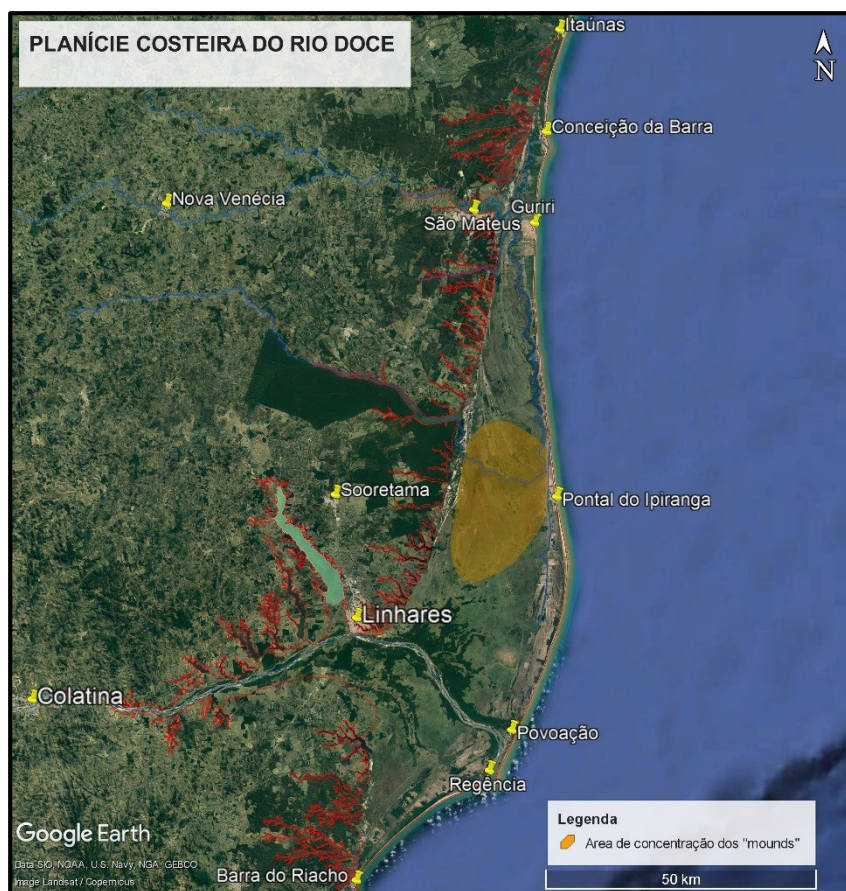 PLANÍCIE COSTEIRA DO RIO DOCE
Itaúnas
N
Conceição da Barra
Nova Venécia
São Mateus
Guriri
Sooretama
Pontal do Ipiranga
Linhares
Colatina
Povoação
Regência
Barra do Riacho
Legenda
Area de concentração dos "mounds"
50 km
Google Earth
Data SIO, NOAA, U.S. Navy, NGA, GEBCO
Image Landsat / Copernicus